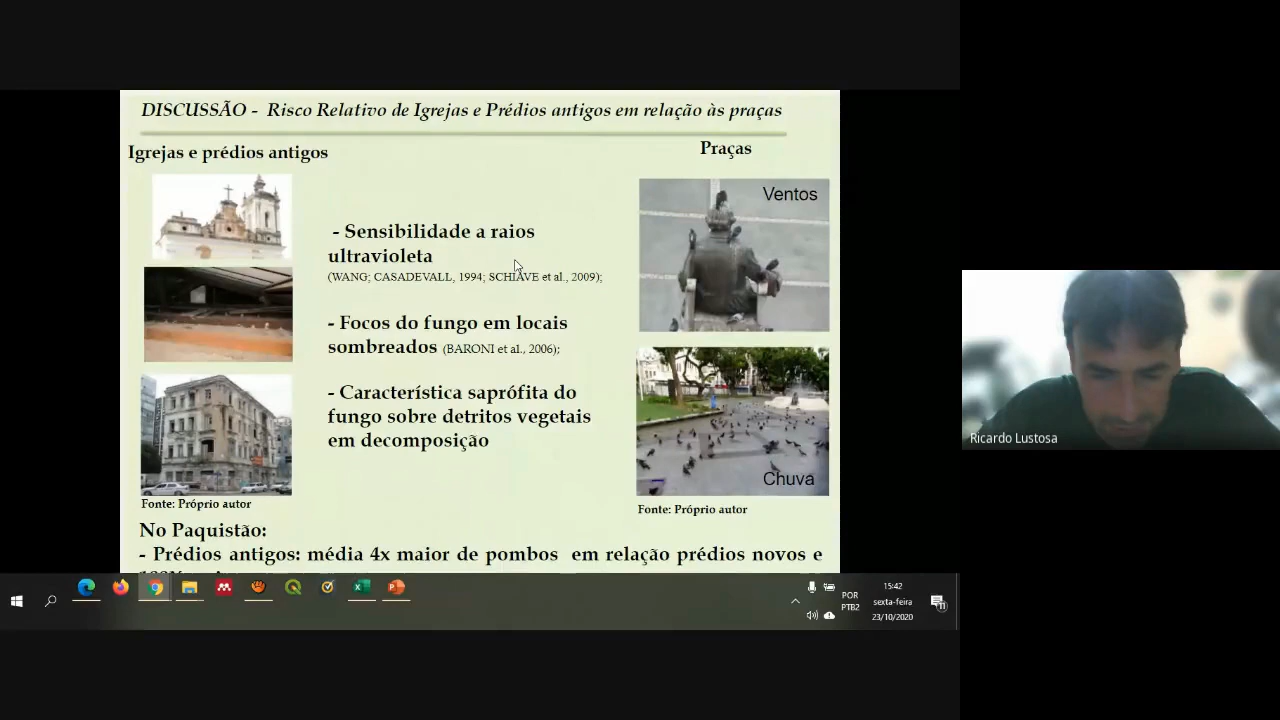 DISCUSSÃO - Risco Relativo de Igrejas e Prédios antigos em relação às praças
Igrejas e prédios antigos
Praças
Ventos
- Sensibilidade a raios
ultravioleta
(WANG; CASADEVALL, 1994; SCHIAVE et al., 2009);
- Focos do fungo em locais
sombreados (BARONI et al., 2006);
- Característica saprófita do
fungo sobre detritos vegetais
em decomposição
Chuva
Fonte: Próprio autor
Fonte: Próprio autor
No Paquistão:
- Prédios antigos: média 4x maior de pombos em relação prédios novos e
Ricardo Lustosa
POR
PTB2
15:42
sexta-feira
23/10/2020